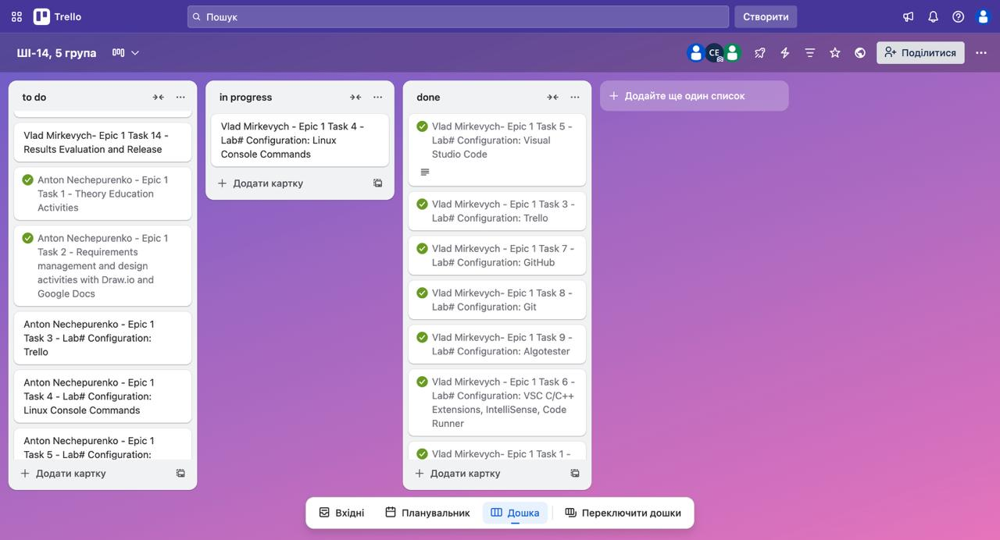 Trello
Пошук
Створити
ШІ-14, 5 група
CE
Поділитися
to do
Vlad Mirkevych- Epic 1 Task 14 -
Results Evaluation and Release
Anton Nechepurenko - Epic 1
Task 1 - Theory Education
Activities
Anton Nechepurenko - Epic 1
Task 2 - Requirements
management and design
activities with Draw.io and
Google Docs
Anton Nechepurenko - Epic 1
Task 3 - Lab# Configuration:
Trello
Anton Nechepurenko - Epic 1
Task 4 - Lab# Configuration:
Linux Console Commands
Anton Nechepurenko - Epic 1
Task 5 - Lab# Configuration:
Додати картку
in progress
Vlad Mirkevych - Epic 1 Task 4 -
Lab# Configuration: Linux
Console Commands
Додати картку
done
Vlad Mirkevych- Epic 1 Task 5 -
Lab# Configuration: Visual
Studio Code
Vlad Mirkevych - Epic 1 Task 3 -
Lab# Configuration: Trello
Vlad Mirkevych - Epic 1 Task 7 -
Lab# Configuration: GitHub
Vlad Mirkevych- Epic 1 Task 8 -
Lab# Configuration: Git
Vlad Mirkevych- Epic 1 Task 9 -
Lab# Configuration: Algotester
Vlad Mirkevych - Epic 1 Task 6 -
Lab# Configuration: VSC C/C++
Extensions, IntelliSense, Code
Runner
Vlad Mirkevych- Epic 1 Task 1 -
Додати картку
Додайте ще один список
Вхідні
Планувальник
Дошка
Переключити дошки